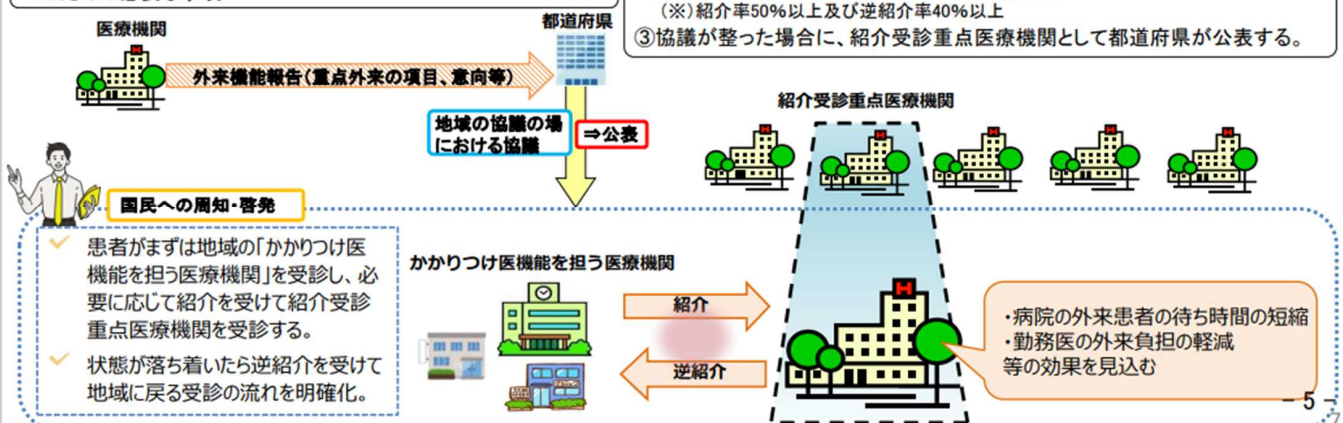 (※)紹介率50%以上及び逆紹介率40%以上
③協議が整った場合に、紹介受診重点医療機関として都道府県が公表する。
医療機関
都道府県
外来機能報告(重点外来の項目、意向等)
地域の協議の場
における協議
⇒公表
紹介受診重点医療機関
国民への周知・啓発
患者がまずは地域の「かかりつけ医
機能を担う医療機関」を受診し、必
要に応じて紹介を受けて紹介受診
重点医療機関を受診する。
状態が落ち着いたら逆紹介を受けて
地域に戻る受診の流れを明確化。
かかりつけ医機能を担う医療機関
紹介
逆紹介
・病院の外来患者の待ち時間の短縮
・勤務医の外来負担の軽減
等の効果を見込む
- 5 -
7